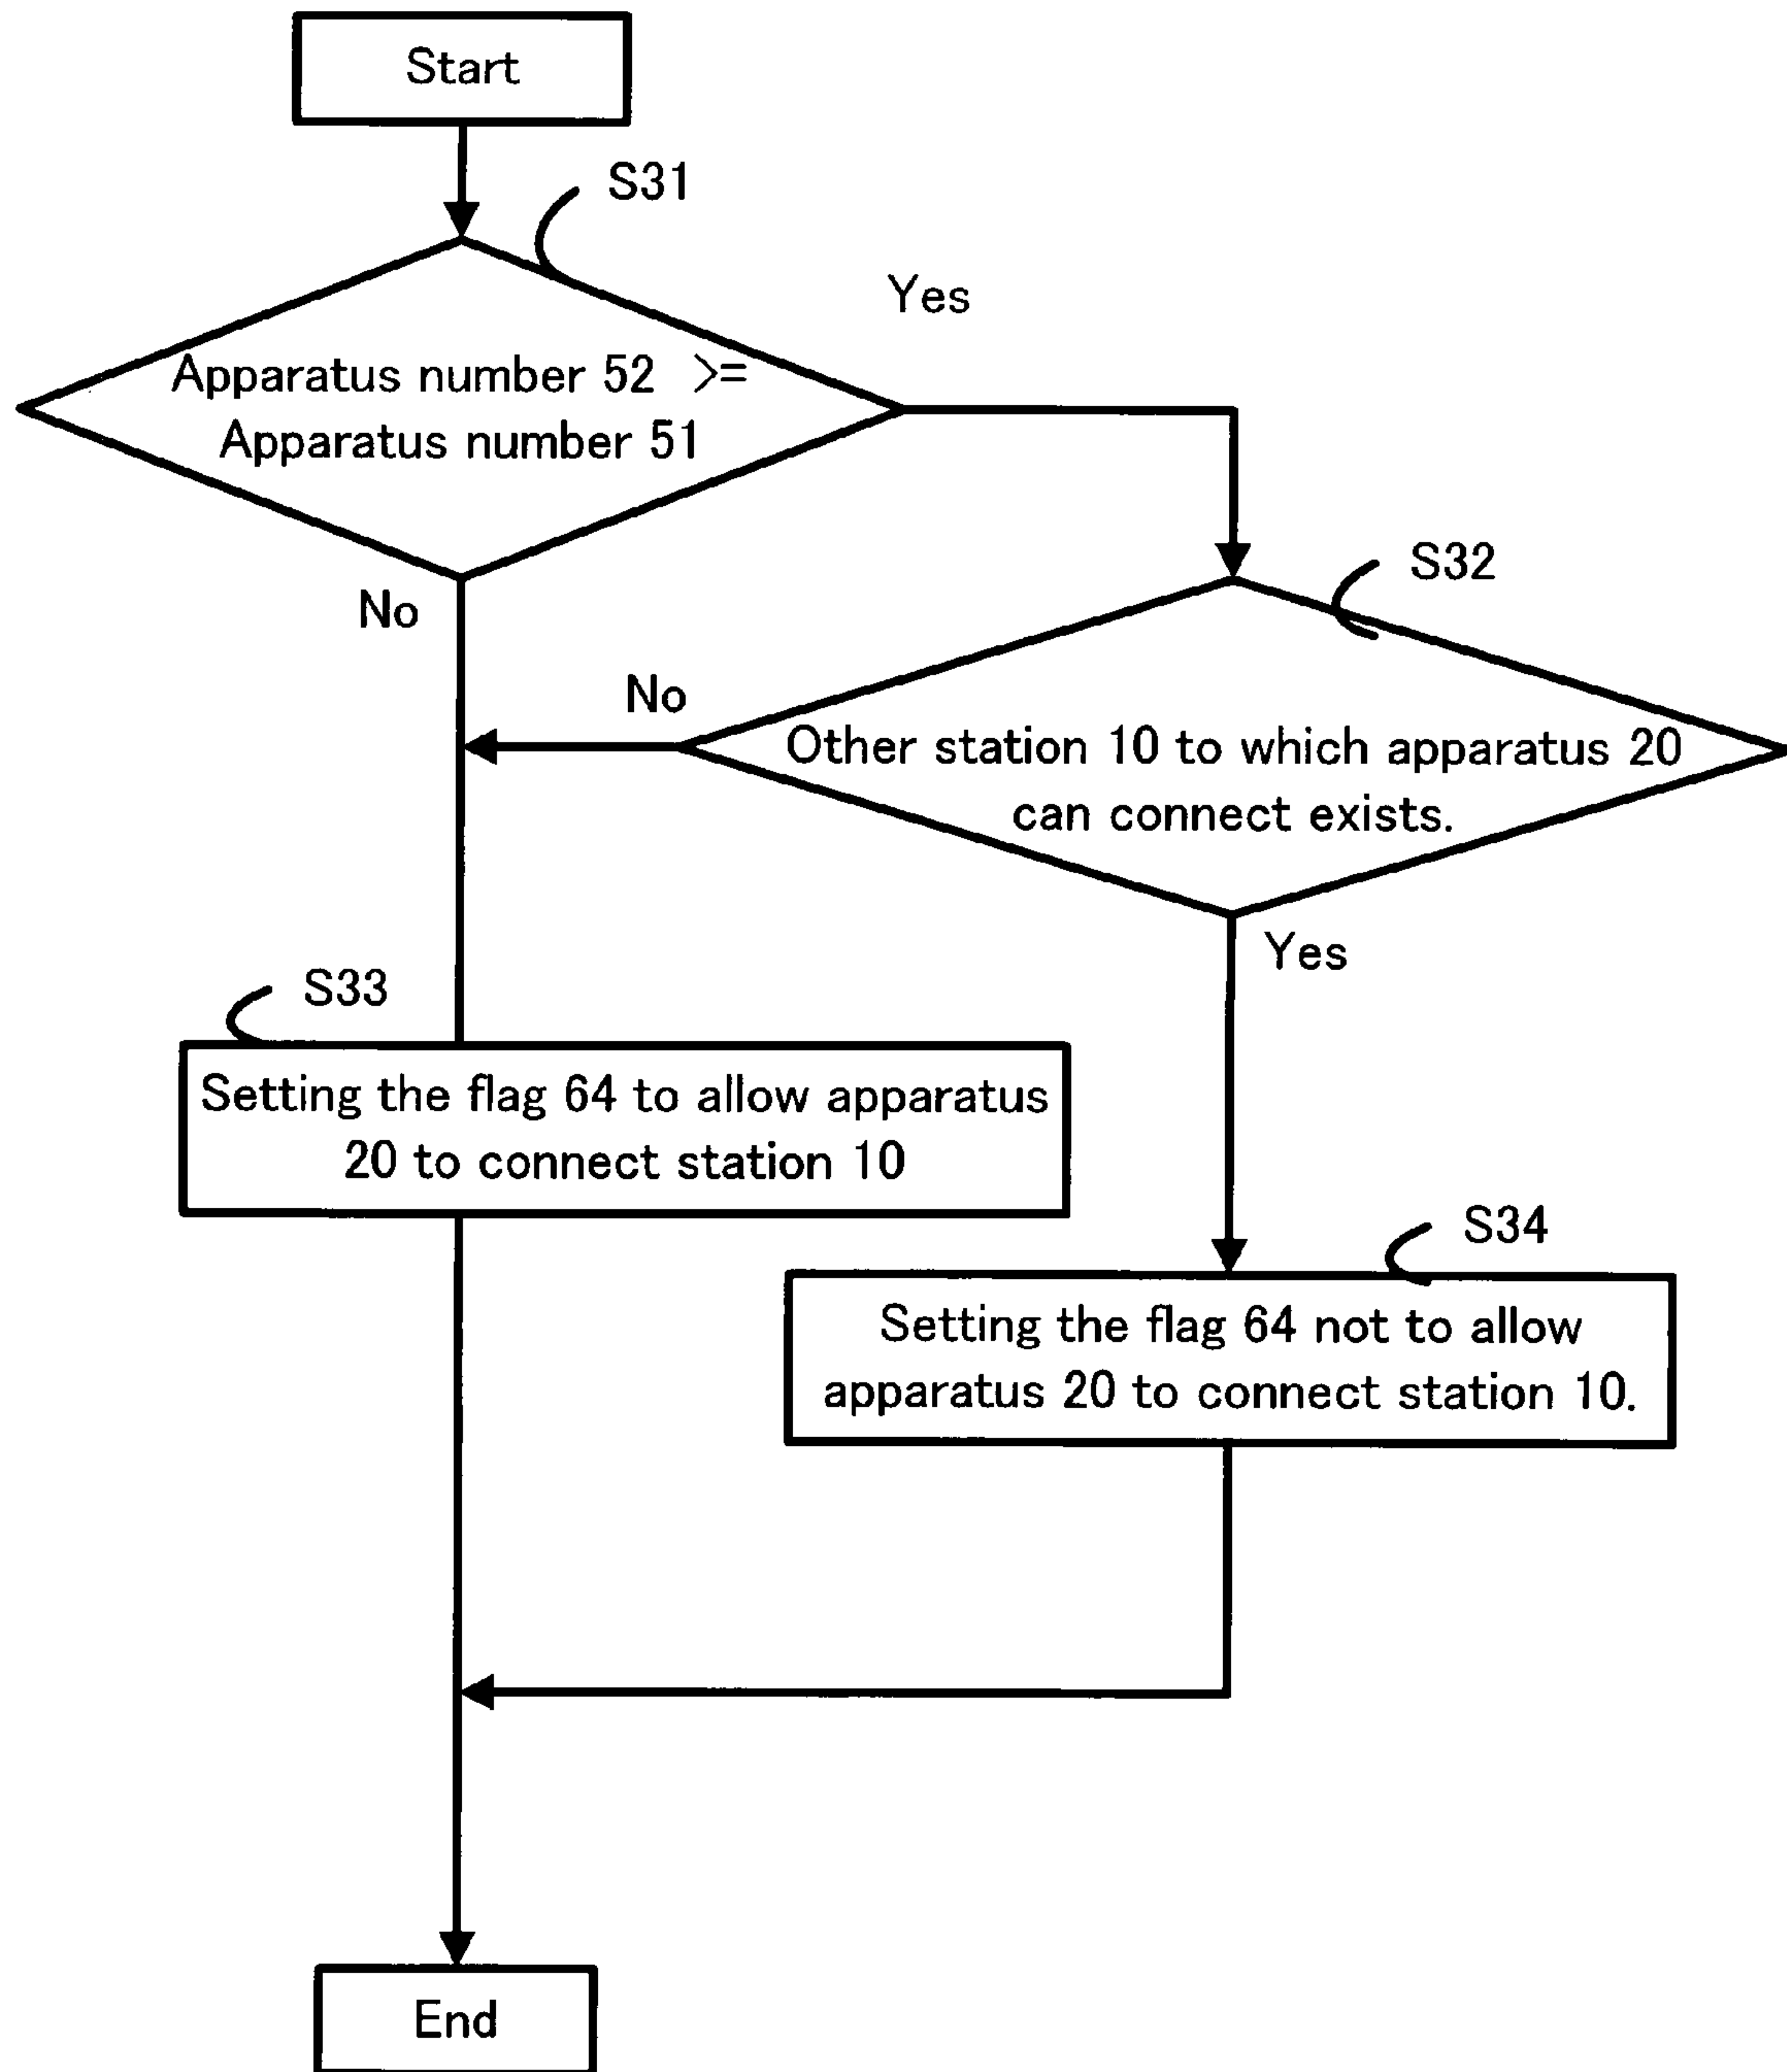 Start
S31
Yes
Apparatus number 52 >=
Apparatus number 51
No
S32
No
Other station 10 to which apparatus 20
can connect exists.
Yes
S33
Setting the flag 64 to allow apparatus
20 to connect station 10
S34
Setting the flag 64 not to allow
apparatus 20 to connect station 10.
End